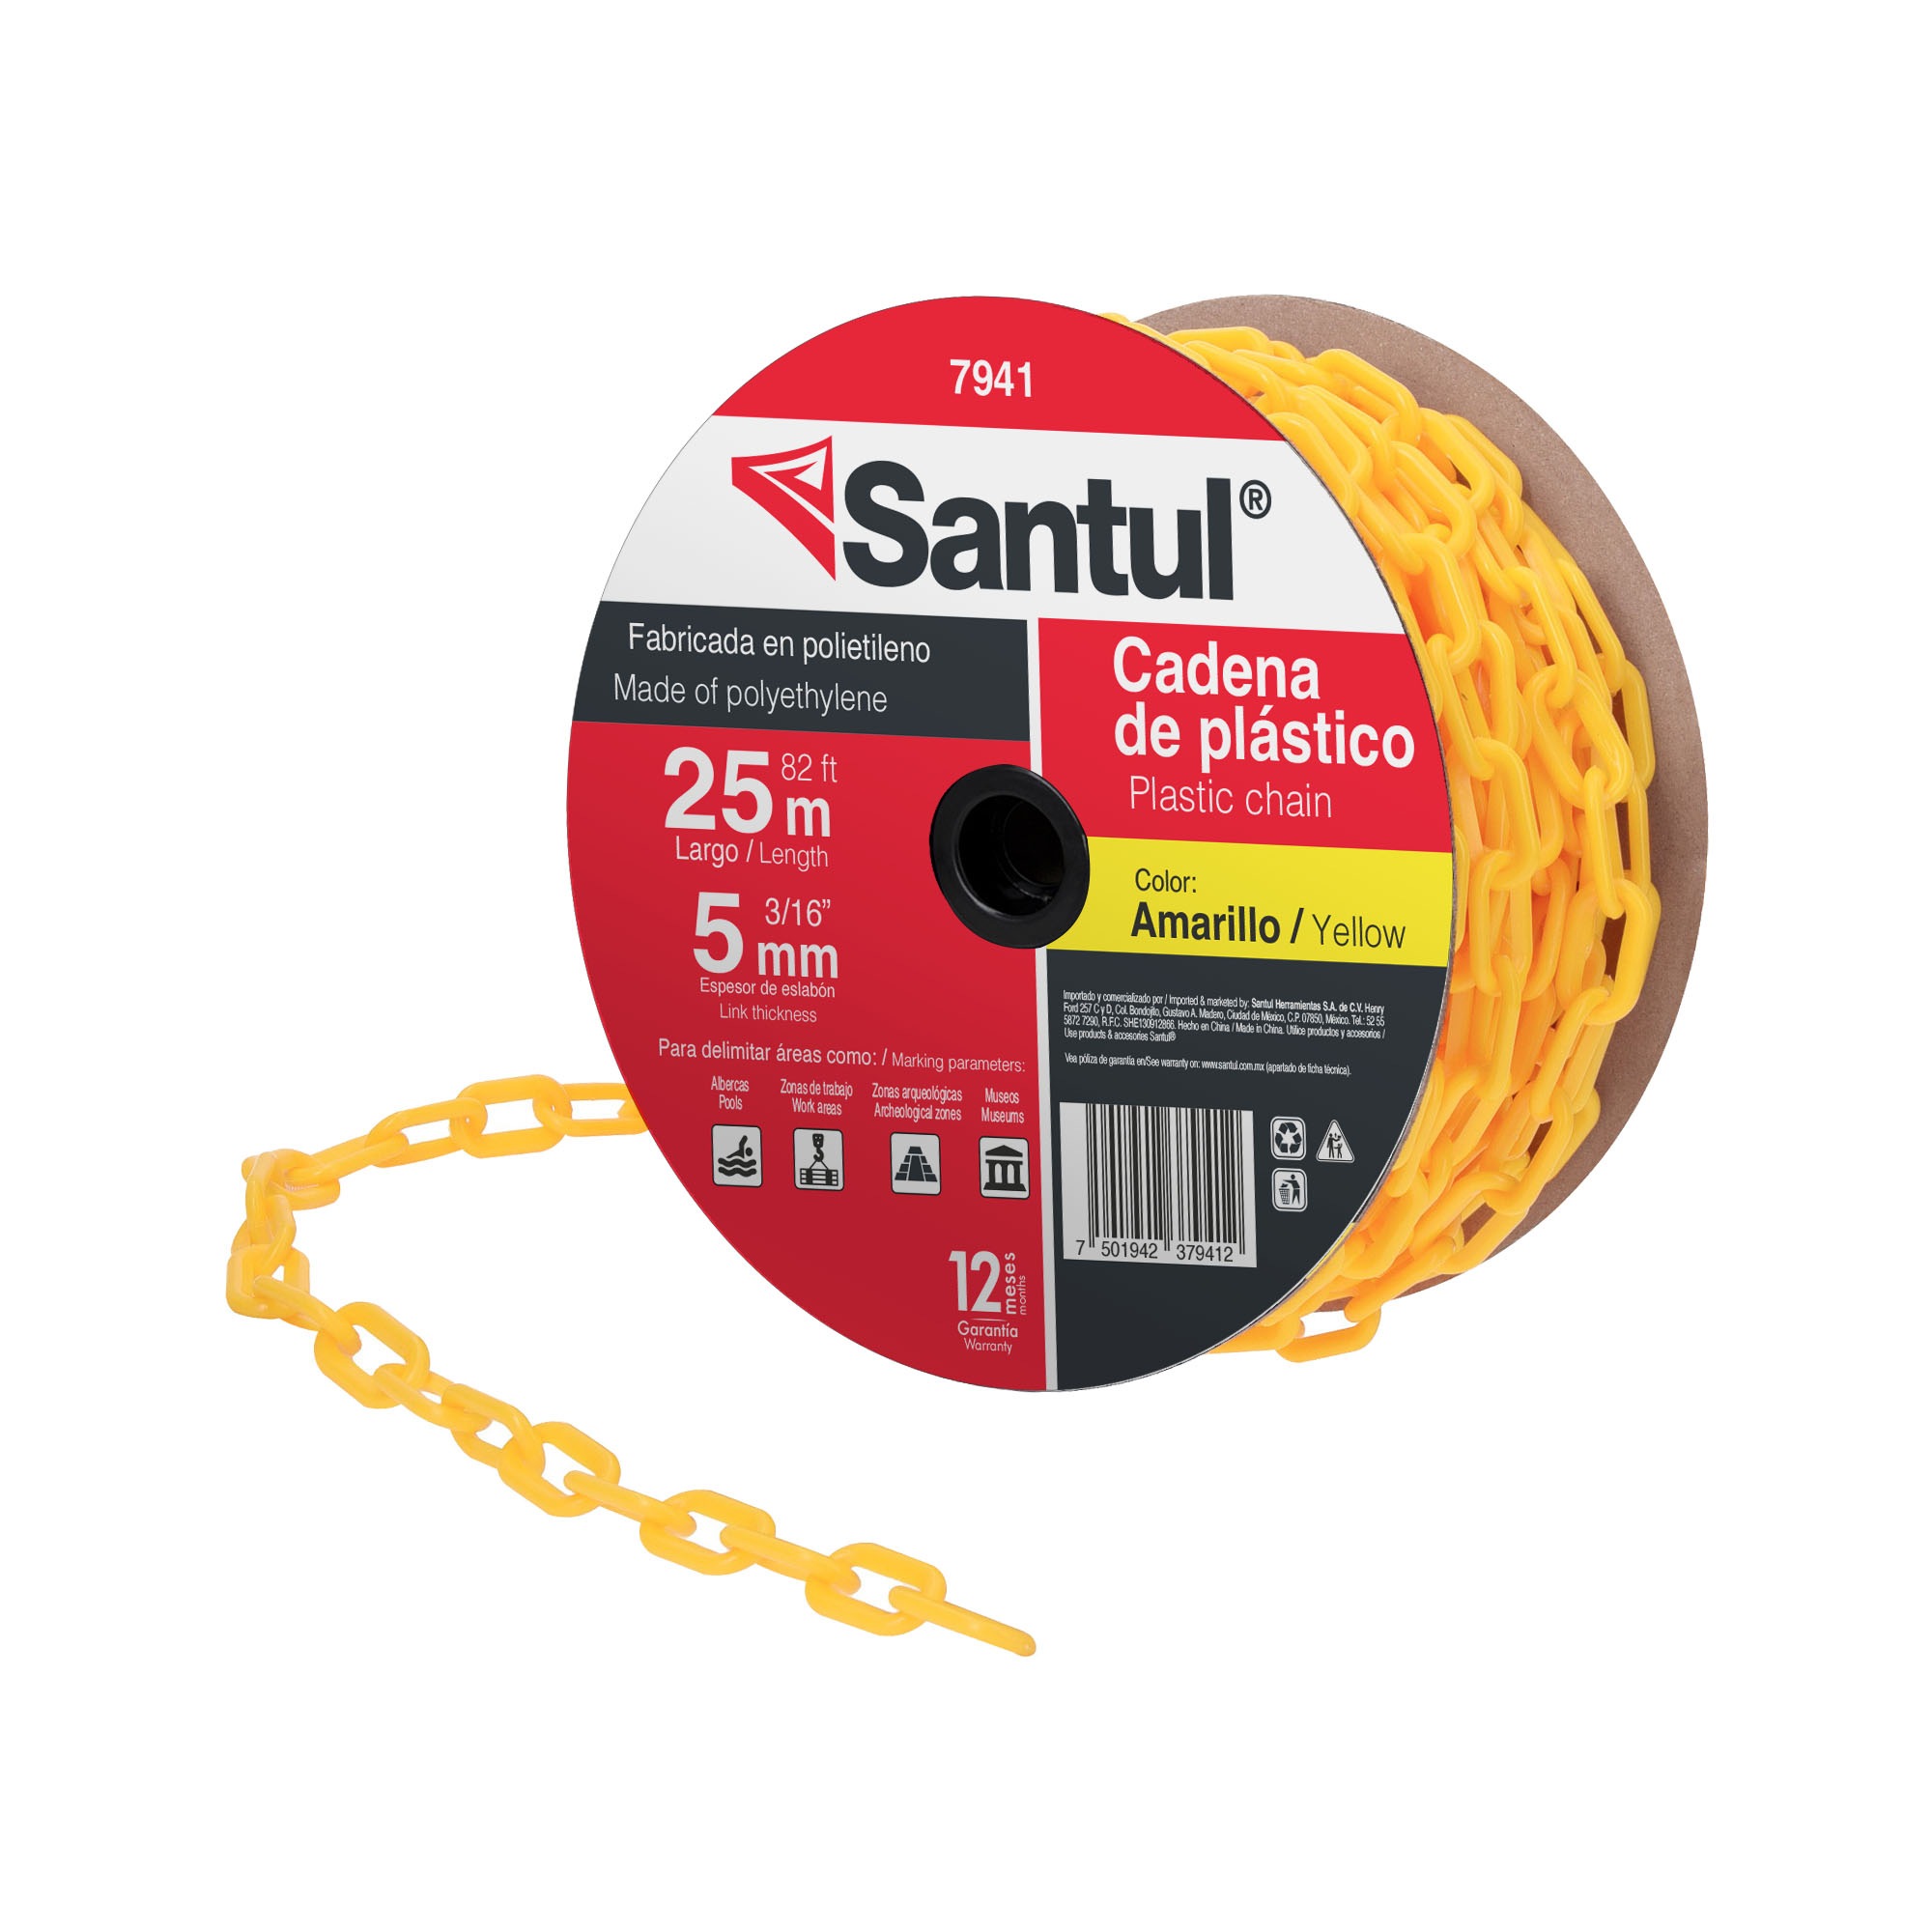 7941
Santul®
Fabricada en polietileno
Made of polyethylene
Cadena
de plástico
Plastic chain
25 m 82 ft
Largo / Length
5 mm 3/16”
Espesor de eslabón
Link thickness
Color:
Amarillo / Yellow
Para delimitar áreas como: / Marking parameters:
Albercas
Pools
Zonas de trabajo
Work areas
Zonas arqueológicas
Archeological zones
Museos
Museums
12 meses months
Garantía
Warranty
Importado y comercializado por / Imported & marketed by: Santul Herramientas S.A. de C.V. Henry
Ford 257 C y D, Col. Bondojito, Gustavo A. Madero, Ciudad de México, C.P. 07850, México. Tel.: 52 55
5872 7290, R.F.C. SHE130912866. Hecho en China / Made in China. Utilice productos y accesorios /
Use products & accesories Santul®
Vea póliza de garantía en/See warranty on: www.santul.com.mx (apartado de ficha técnica).
7 501942 379412